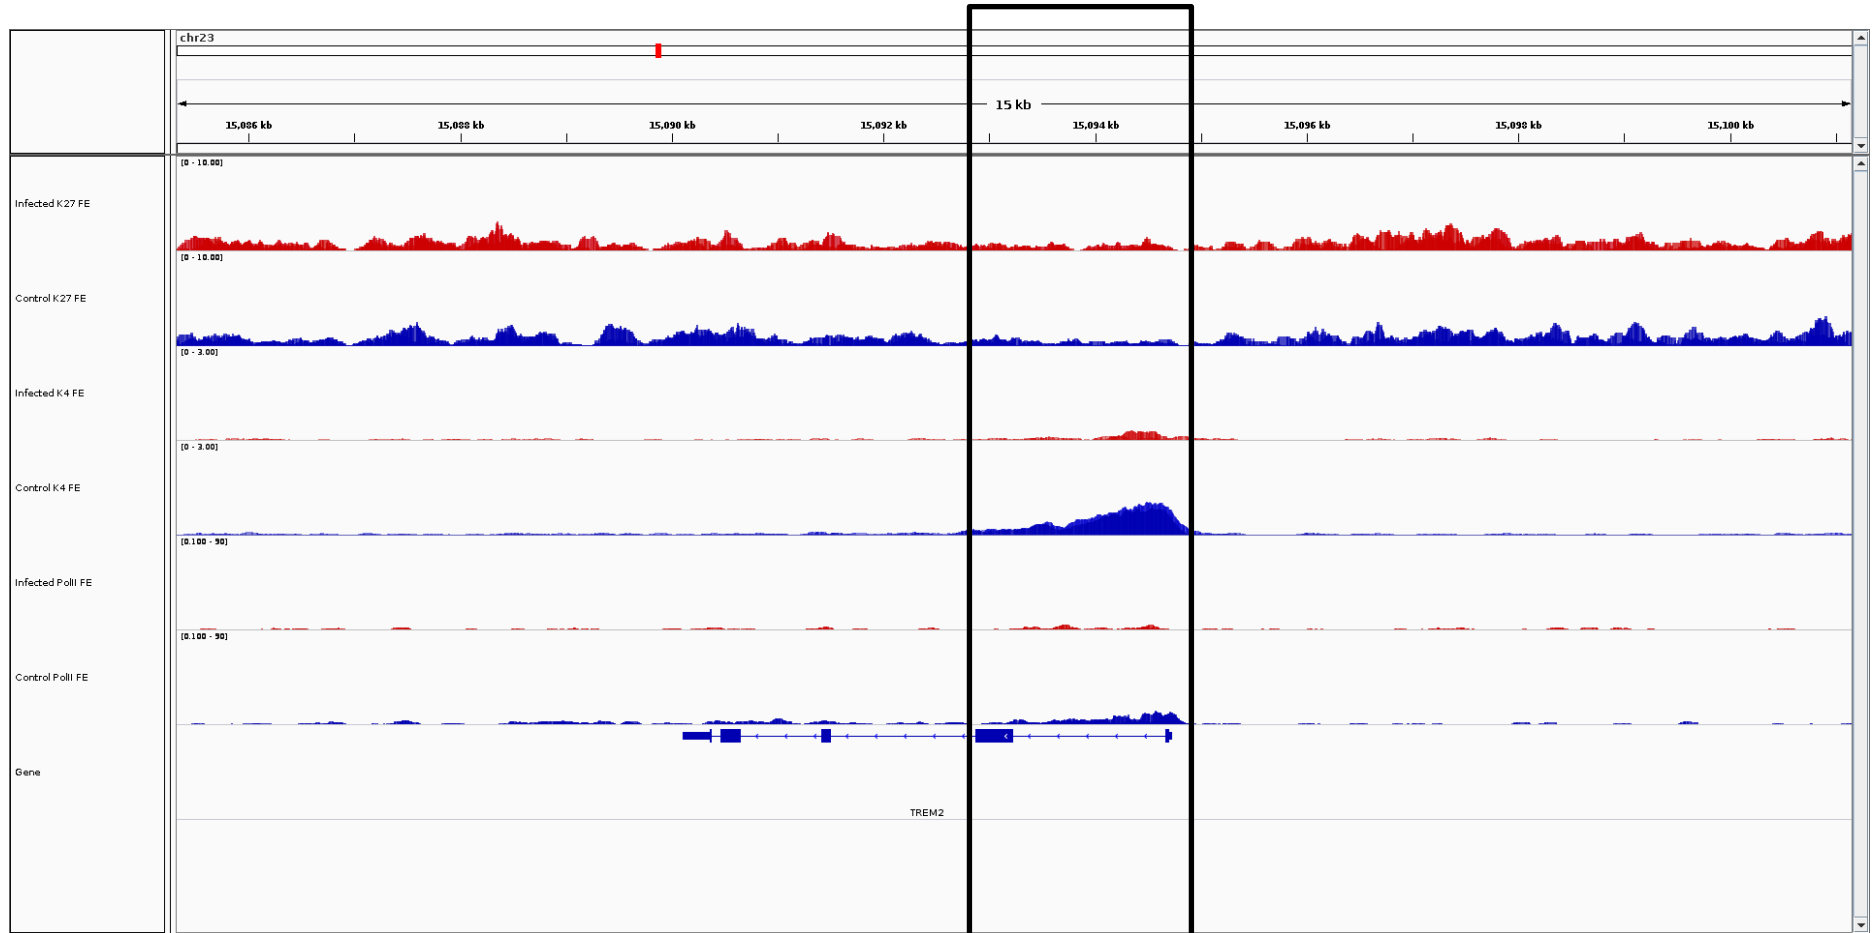 chr23
15 kb
15,086 kb 15,088 kb 15,090 kb 15,092 kb 15,094 kb 15,096 kb 15,098 kb 15,100 kb
[0 - 10.00]
Infected K27 FE
[0 - 10.00]
Control K27 FE
[0 - 3.00]
Infected K4 FE
[0 - 3.00]
Control K4 FE
[0.100 - 90]
Infected PolII FE
[0.100 - 90]
Control PolII FE
Gene
TREM2